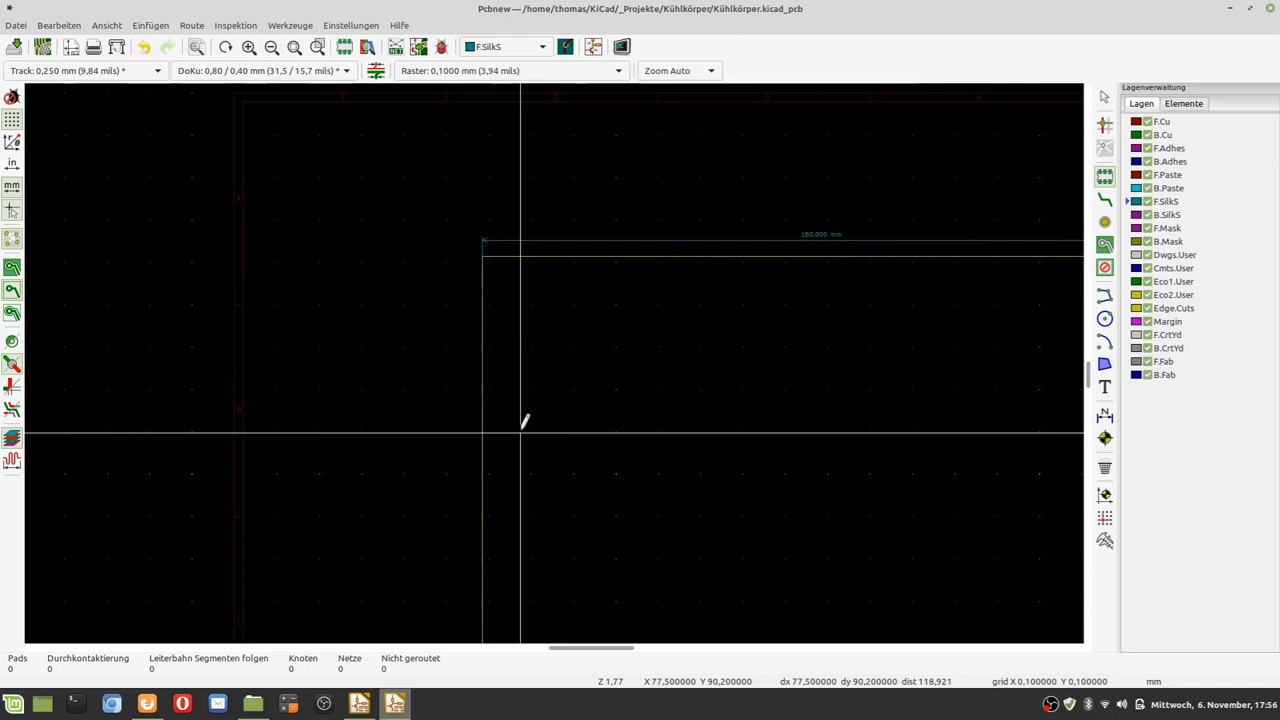 Pcbnew — /home/thomas/KiCad/_Projekte/Kühlkörper/Kühlkörper.kicad_pcb
Datei Bearbeiten Ansicht Einfügen Route Inspektion Werkzeuge Einstellungen Hilfe
F.SilkS
Track: 0,250 mm (9,84 mils) * DoKu: 0,80 / 0,40 mm (31,5 / 15,7 mils) * Raster: 0,1000 mm (3,94 mils) Zoom Auto
Lagenverwaltung
Lagen Elemente
in
mm
F.Cu
B.Cu
F.Adhes
B.Adhes
F.Paste
B.Paste
F.SilkS
B.SilkS
F.Mask
B.Mask
Dwgs.User
Cmts.User
Eco1.User
Eco2.User
Edge.Cuts
Margin
F.CrtYd
B.CrtYd
F.Fab
B.Fab
A
180,000 mm
B
C
Pads Durchkontaktierung Leiterbahn Segmenten folgen Knoten Netze Nicht geroutet
0 0 0 0 0 0
Z 1,77 X 77,500000 Y 90,200000 dx 77,500000 dy 90,200000 dist 118,921 grid X 0,100000 Y 0,100000 mm
Mittwoch, 6. November, 17:56